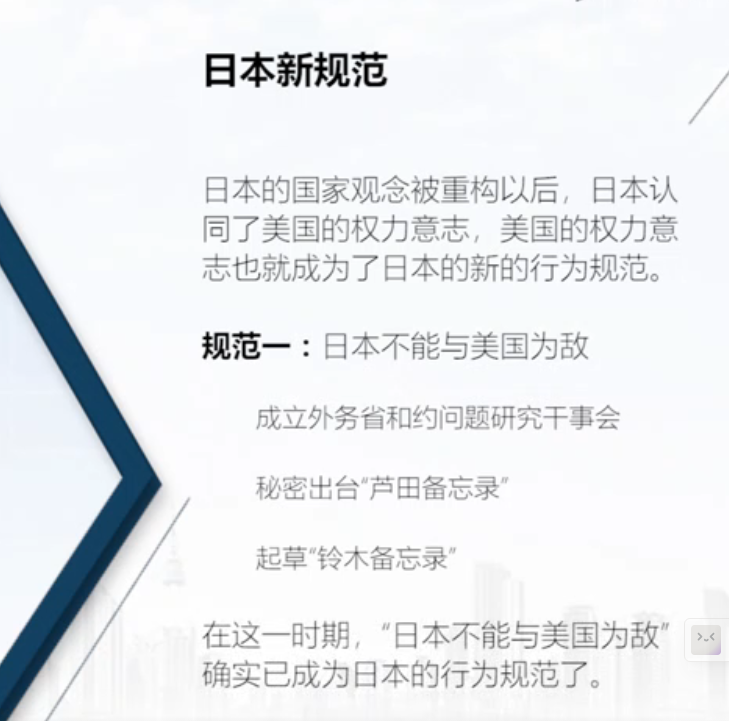 日本新规范
日本的国家观念被重构以后，日本认
同了美国的权力意志，美国的权力意
志也就成为了日本的新的行为规范。
规范一：日本不能与美国为敌
成立外务省和约问题研究干事会
秘密出台“芦田备忘录”
起草“铃木备忘录”
在这一时期，“日本不能与美国为敌”
确实已成为日本的行为规范了。